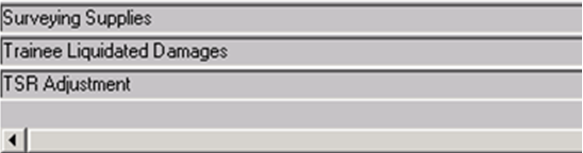 Surveying Supplies
Trainee Liquidated Damages
TSR Adjustment